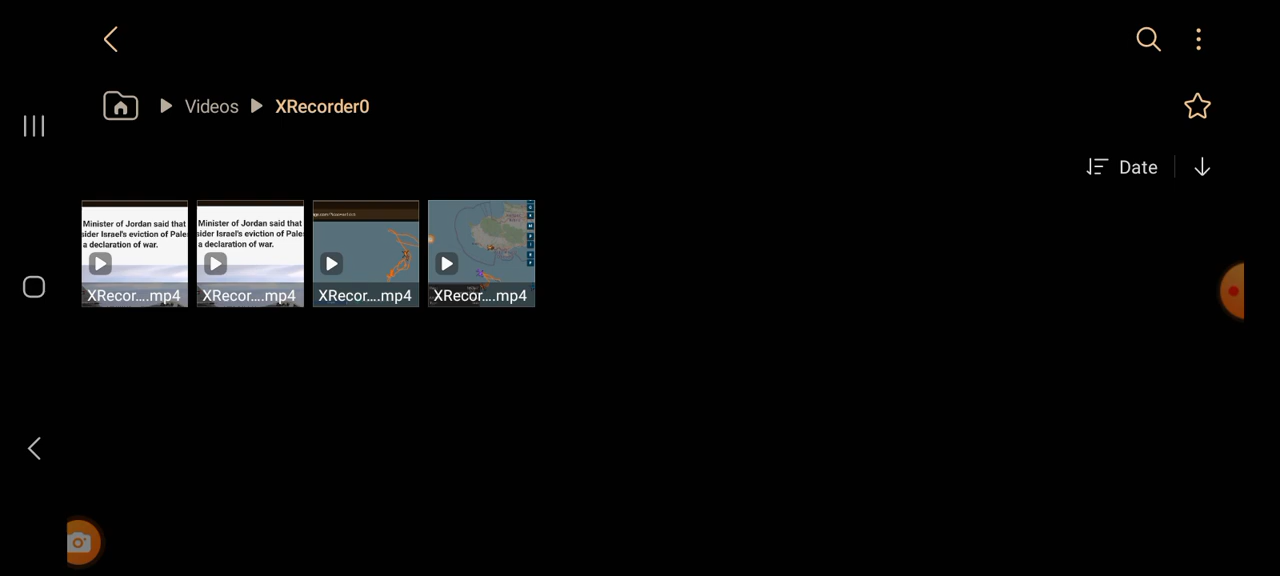 Videos XRecorder0
Date
Minister of Jordan said that
sider Israel's eviction of Pale
a declaration of war.
XRecor....mp4
Minister of Jordan said that
sider Israel's eviction of Pale
a declaration of war.
XRecor....mp4
XRecor....mp4
XRecor....mp4